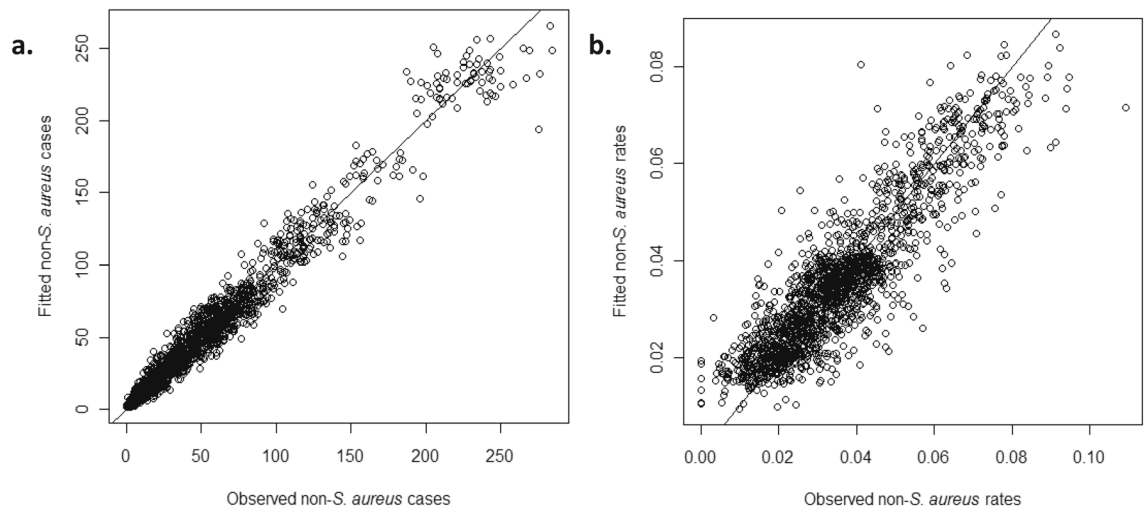 a.
250
200
150
100
50
0
Fitted non-S. aureus cases
0 50 100 150 200 250
Observed non-S. aureus cases
b.
0.08
0.06
0.04
0.02
Fitted non-S. aureus rates
0.00 0.02 0.04 0.06 0.08 0.10
Observed non-S. aureus rates